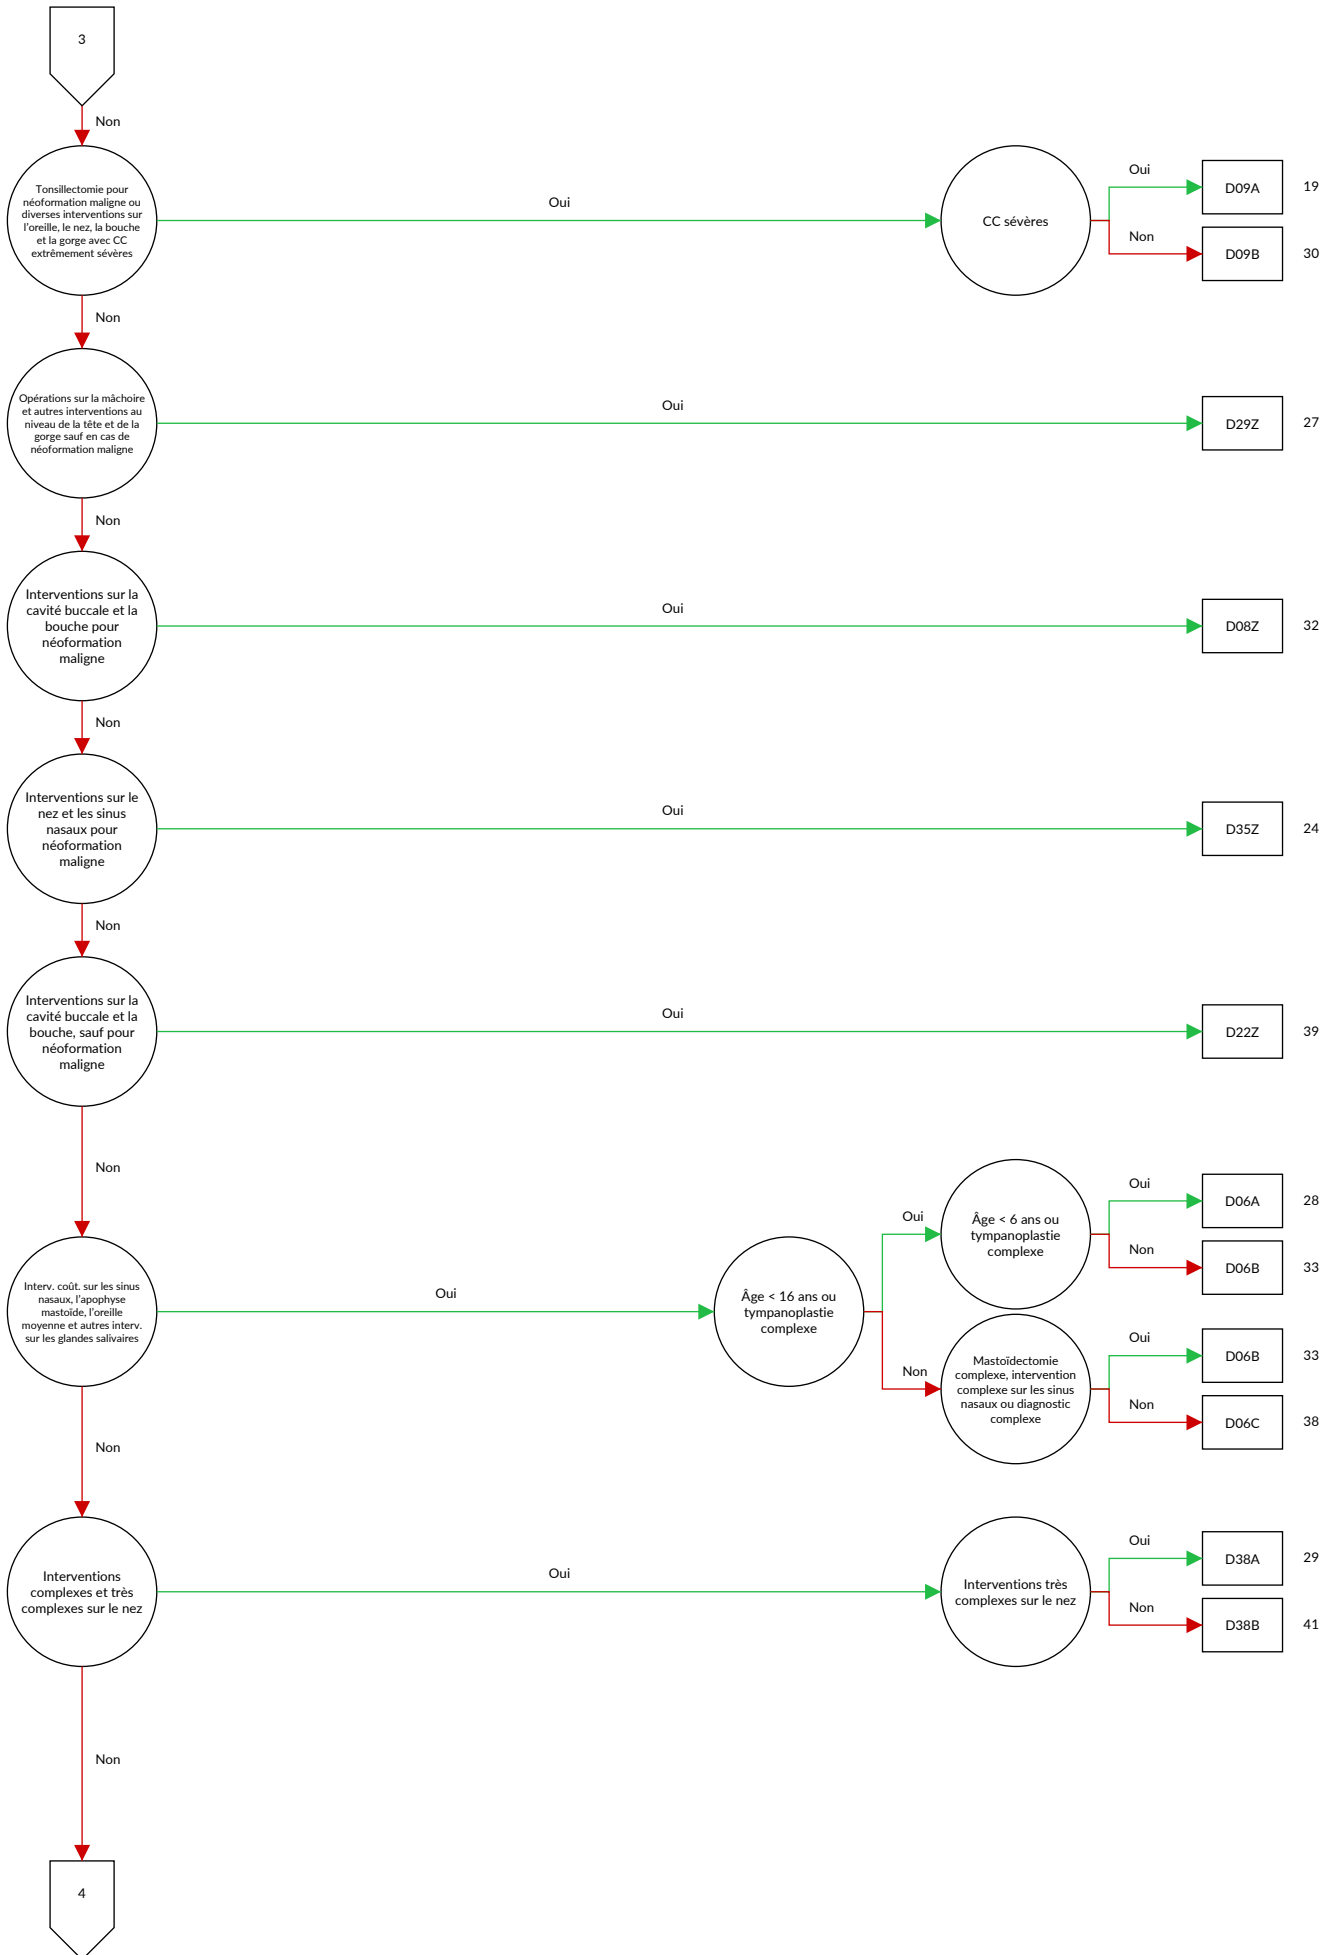 3
Non
Tonsillectomie pour
néoformation maligne ou
diverses interventions sur
l'oreille, le nez, la bouche
et la gorge avec CC
extrêmement sévères
Oui
CC sévères
Oui
D09A
19
Non
D09B
30
Non
Opérations sur la mâchoire
et autres interventions au
niveau de la tête et de la
gorge sauf en cas de
néoformation maligne
Oui
D29Z
27
Non
Interventions sur la
cavité buccale et la
bouche pour
néoformation
maligne
Oui
D08Z
32
Non
Interventions sur le
nez et les sinus
nasaux pour
néoformation
maligne
Oui
D35Z
24
Non
Interventions sur la
cavité buccale et la
bouche, sauf pour
néoformation
maligne
Oui
D22Z
39
Non
Interv. coût. sur les sinus
nasaux, l'apophyse
mastoïde, l'oreille
moyenne et autres interv.
sur les glandes salivaires
Oui
Âge < 16 ans ou
tympanoplastie
complexe
Oui
Âge < 6 ans ou
tympanoplastie
complexe
Oui
D06A
28
Non
D06B
33
Non
Mastoïdectomie
complexe, intervention
complexe sur les sinus
nasaux ou diagnostic
complexe
Oui
D06B
33
Non
D06C
38
Non
Interventions
complexes et très
complexes sur le nez
Oui
Interventions très
complexes sur le nez
Oui
D38A
29
Non
D38B
41
Non
4